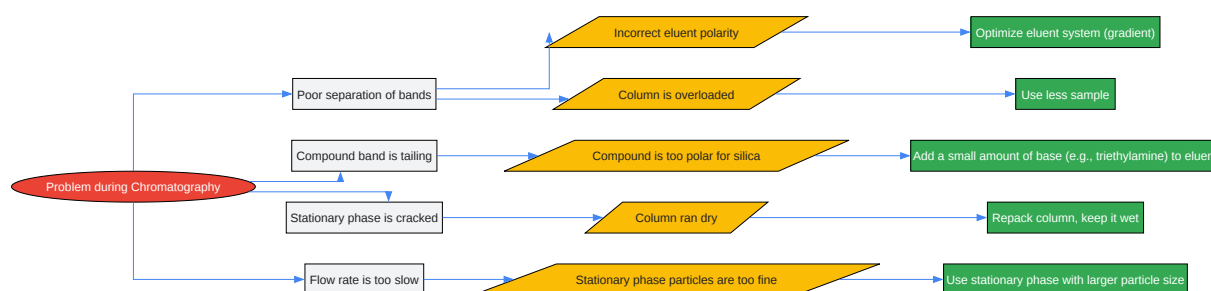 Incorrect eluent polarity
Optimize eluent system (gradient)
Poor separation of bands
Column is overloaded
Use less sample
Compound band is tailing
Compound is too polar for silica
Add a small amount of base (e.g., triethylamine) to eluen
Problem during Chromatography
Stationary phase is cracked
Column ran dry
Repack column, keep it wet
Flow rate is too slow
Stationary phase particles are too fine
Use stationary phase with larger particle size